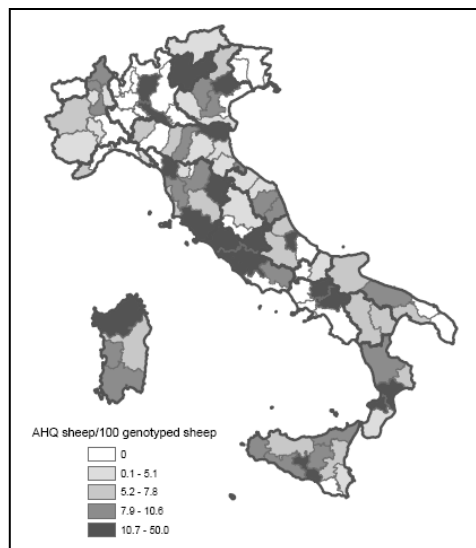 AHQ sheep/100 genotyped sheep
0
0.1 - 5.1
5.2 - 7.8
7.9 - 10.6
10.7 - 50.0